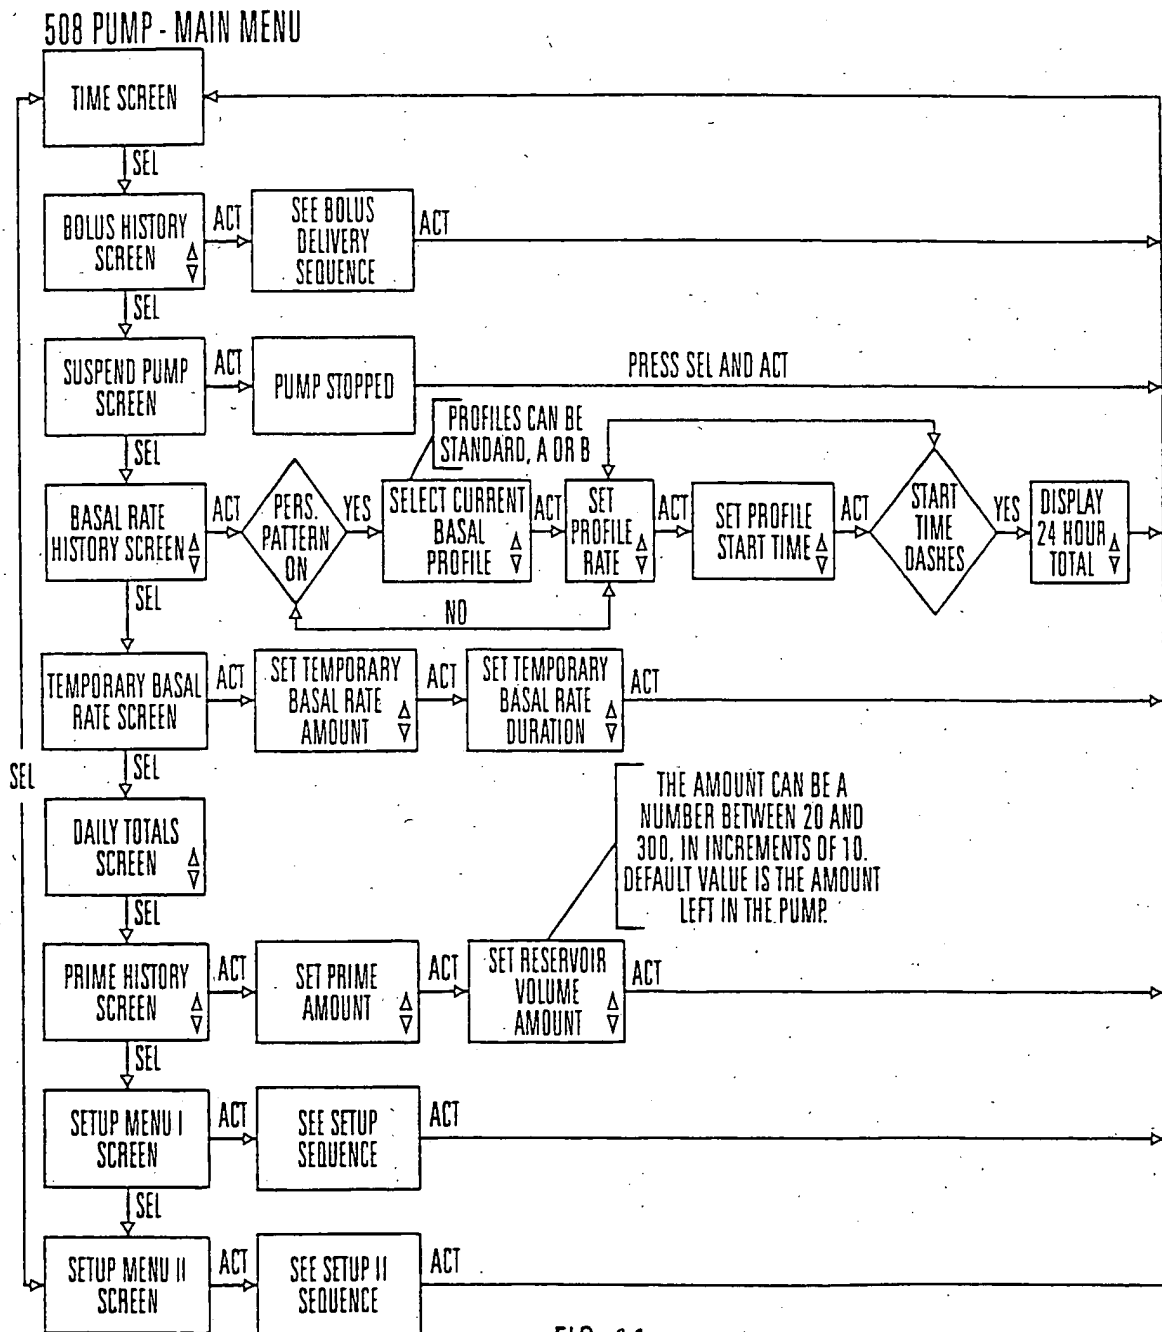 508 PUMP - MAIN MENU
TIME SCREEN
SEL
BOLUS HISTORY
SCREEN
ACT
SEE BOLUS
DELIVERY
SEQUENCE
ACT
SEL
SUSPEND PUMP
SCREEN
ACT
PUMP STOPPED
PRESS SEL AND ACT
PROFILES CAN BE
STANDARD, A OR B
SEL
BASAL RATE
HISTORY SCREEN
ACT
PERS.
PATTERN
ON
YES
SELECT CURRENT
BASAL
PROFILE
ACT
SET
PROFILE
RATE
ACT
SET PROFILE
START TIME
ACT
START
TIME
DASHES
YES
DISPLAY
24 HOUR
TOTAL
NO
SEL
TEMPORARY BASAL
RATE SCREEN
ACT
SET TEMPORARY
BASAL RATE
AMOUNT
ACT
SET TEMPORARY
BASAL RATE
DURATION
ACT
SEL
SEL
DAILY TOTALS
SCREEN
THE AMOUNT CAN BE A
NUMBER BETWEEN 20 AND
300, IN INCREMENTS OF 10.
DEFAULT VALUE IS THE AMOUNT
LEFT IN THE PUMP.
SEL
PRIME HISTORY
SCREEN
ACT
SET PRIME
AMOUNT
ACT
SET RESERVOIR
VOLUME
AMOUNT
ACT
SEL
SETUP MENU I
SCREEN
ACT
SEE SETUP
SEQUENCE
ACT
SEL
SETUP MENU II
SCREEN
ACT
SEE SETUP II
SEQUENCE
ACT